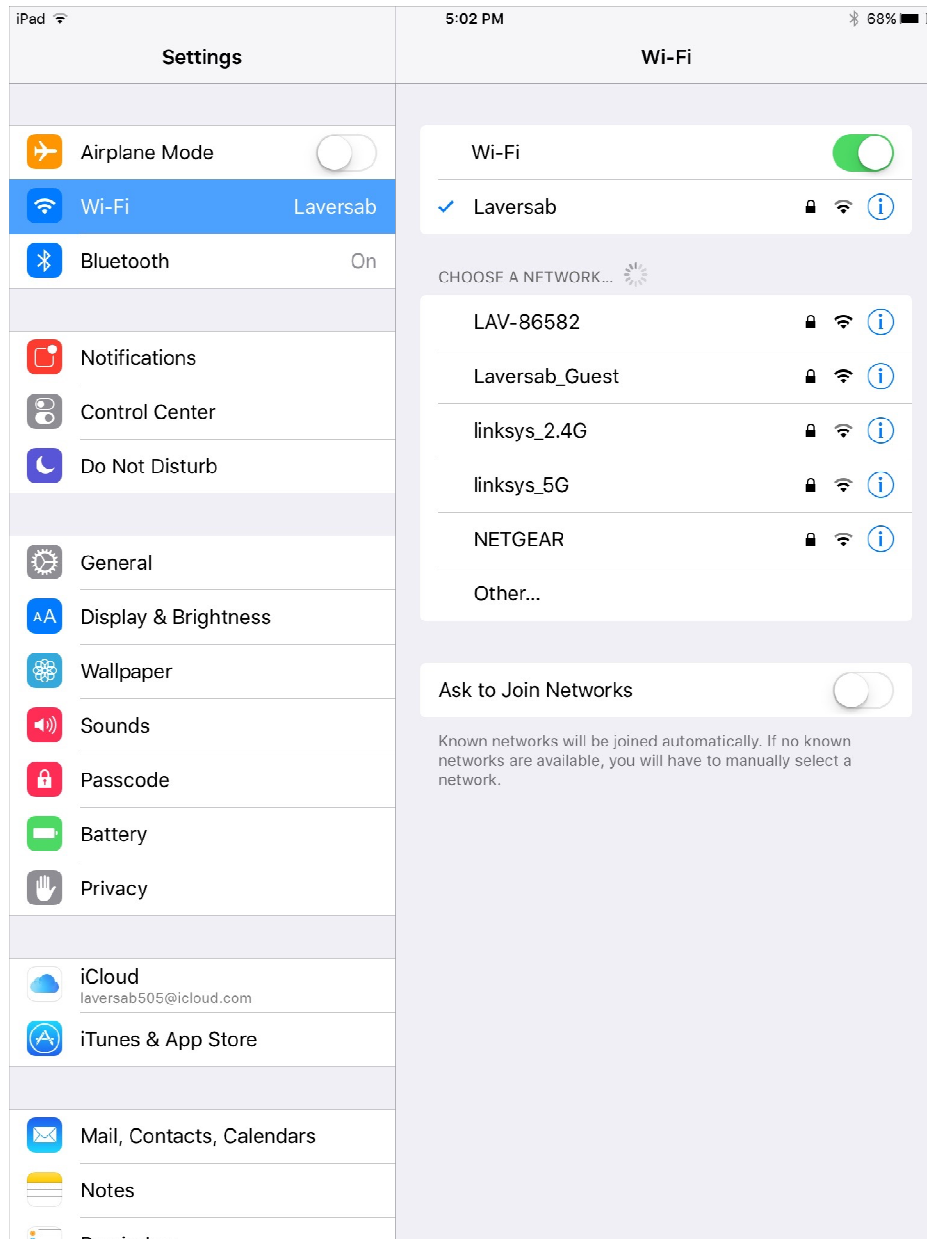 iPad 5:02 PM 68%
Settings
Wi-Fi
Airplane Mode
Wi-Fi Laversab
Bluetooth On
Notifications
Control Center
Do Not Disturb
General
AA Display & Brightness
Wallpaper
Sounds
Passcode
Battery
Privacy
iCloud
laversab505@icloud.com
iTunes & App Store
Mail, Contacts, Calendars
Notes
Wi-Fi
Laversab
CHOOSE A NETWORK...
LAV-86582
Laversab_Guest
linksys_2.4G
linksys_5G
NETGEAR
Other...
Ask to Join Networks
Known networks will be joined automatically. If no known
networks are available, you will have to manually select a
network.